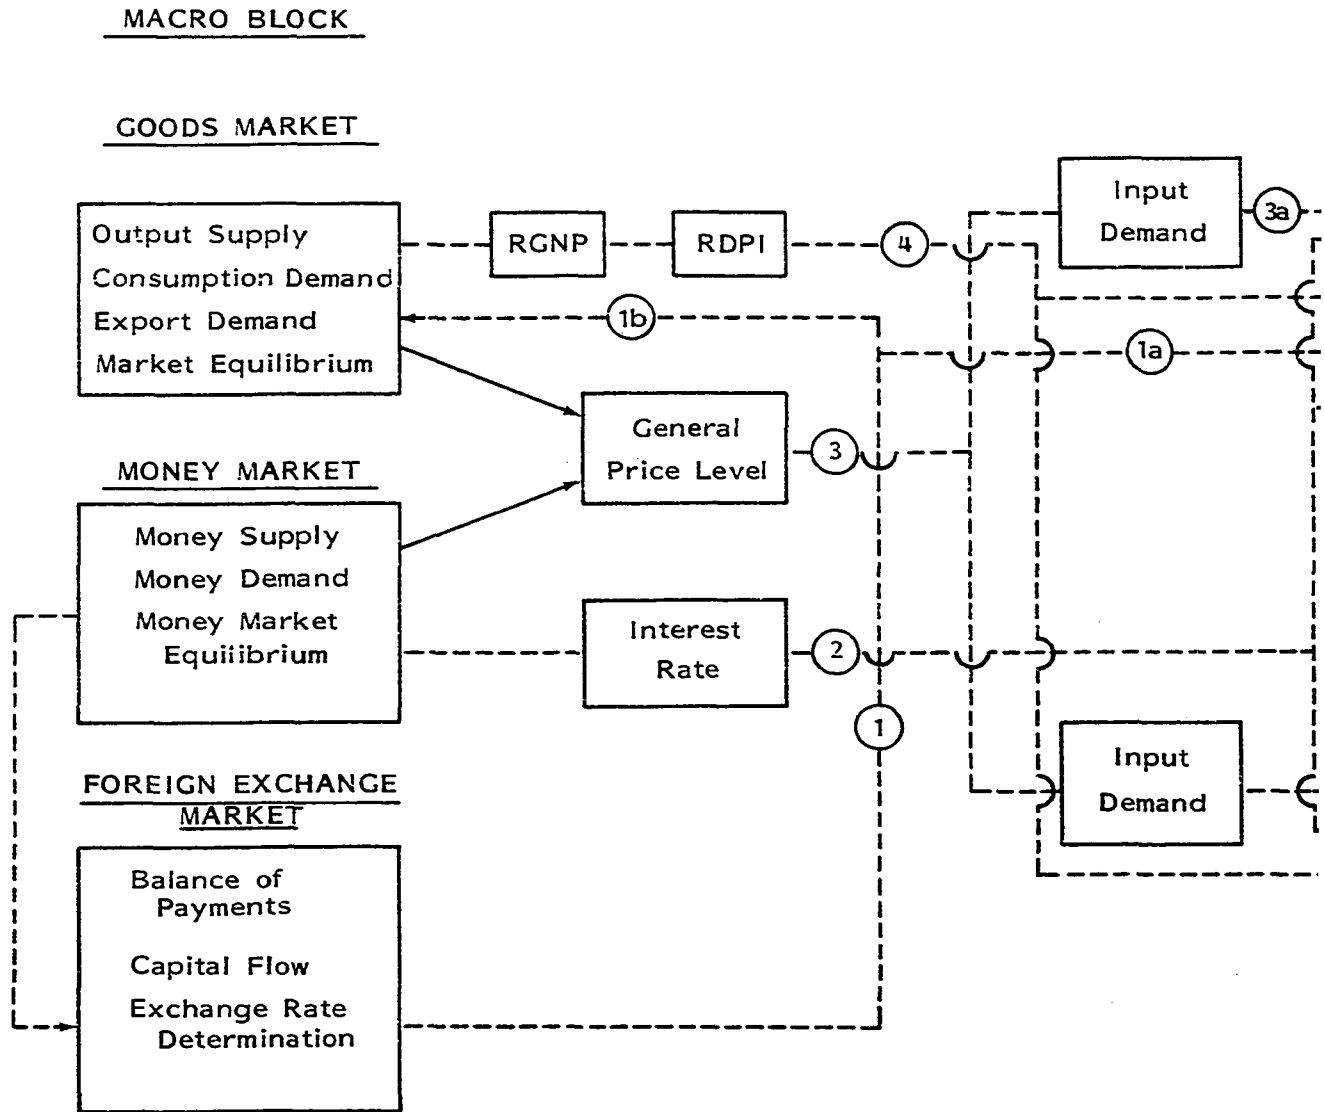 MACRO BLOCK
GOODS MARKET
Output Supply
Consumption Demand
Export Demand
Market Equilibrium
RGNP
RDPI
4
1b
Input
Demand
3a
1a
General
Price Level
3
MONEY MARKET
Money Supply
Money Demand
Money Market
Equilibrium
Interest
Rate
2
1
Input
Demand
FOREIGN EXCHANGE
MARKET
Balance of
Payments
Capital Flow
Exchange Rate
Determination